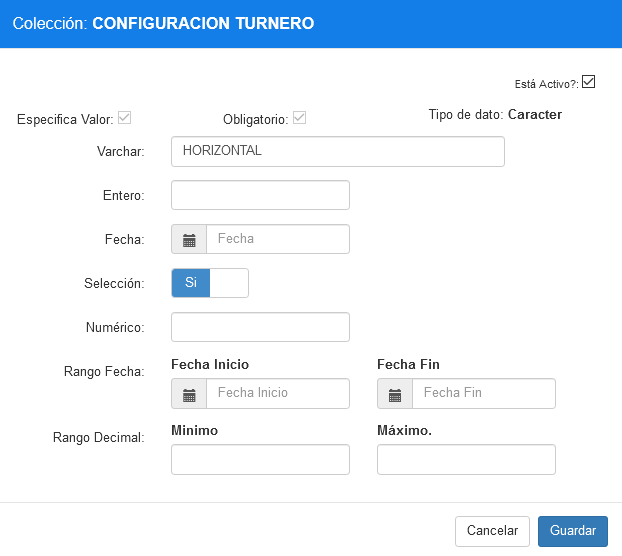 Colección: CONFIGURACION TURNERO
Está Activo?:
Especifica Valor:
Obligatorio:
Tipo de dato: Caracter
Varchar:
HORIZONTAL
Entero:
Fecha:
Fecha
Selección:
Si
Numérico:
Rango Fecha:
Fecha Inicio
Fecha Fin
Fecha Inicio
Fecha Fin
Rango Decimal:
Minimo
Máximo.
Cancelar
Guardar